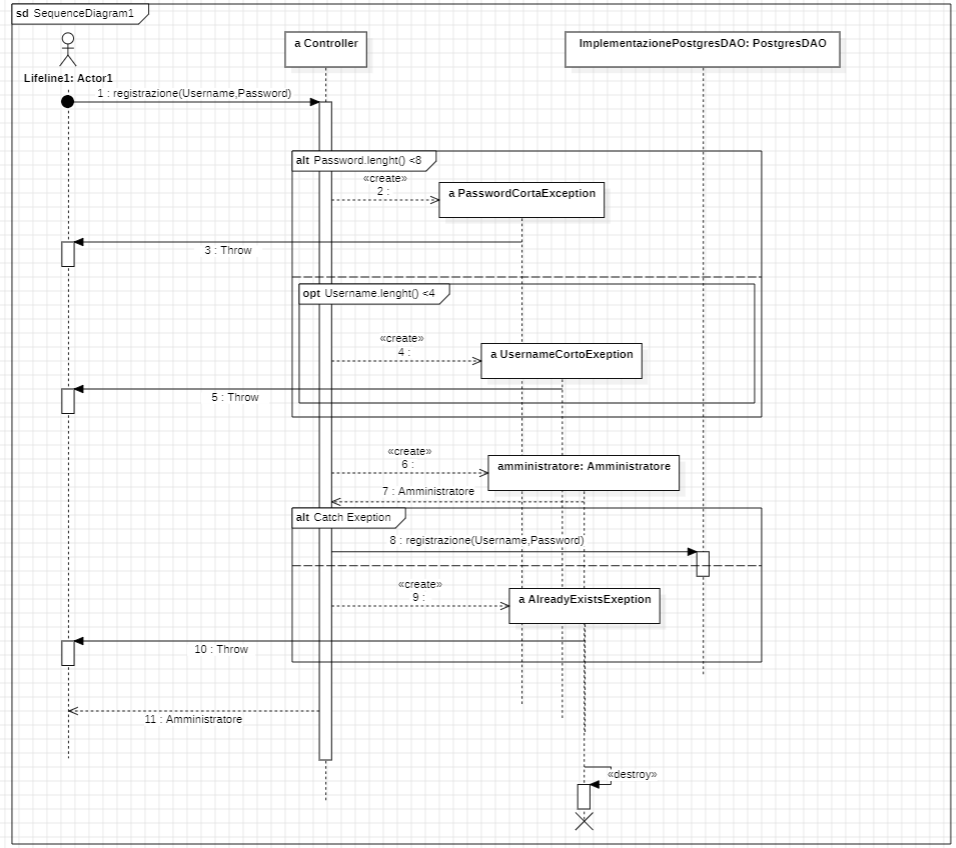 sd SequenceDiagram1
a Controller
ImplementazionePostgresDAO: PostgresDAO
Lifeline1: Actor1
1 : registrazione(Username,Password)
alt Password.lenght() <8
«create»
2 :
a PasswordCortaException
3 : Throw
opt Username.lenght() <4
«create»
4 :
a UsernameCortoExeption
5 : Throw
«create»
6 :
amministratore: Amministratore
7 : Amministratore
alt Catch Exeption
8 : registrazione(Username,Password)
«create»
9 :
a AlreadyExistsExeption
10 : Throw
11 : Amministratore
«destroy»